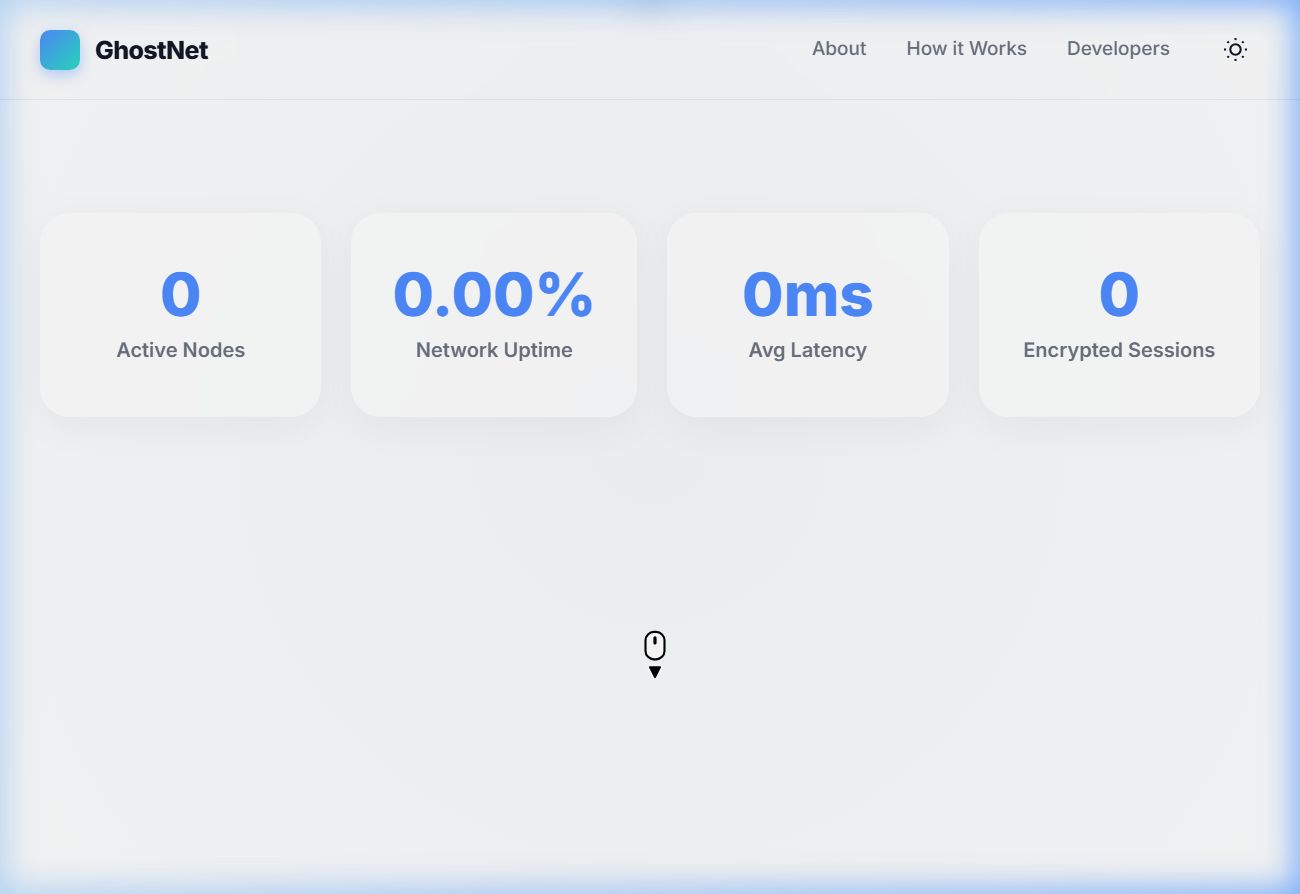 GhostNet
About
How it Works
Developers
0
Active Nodes
0.00%
Network Uptime
0ms
Avg Latency
0
Encrypted Sessions